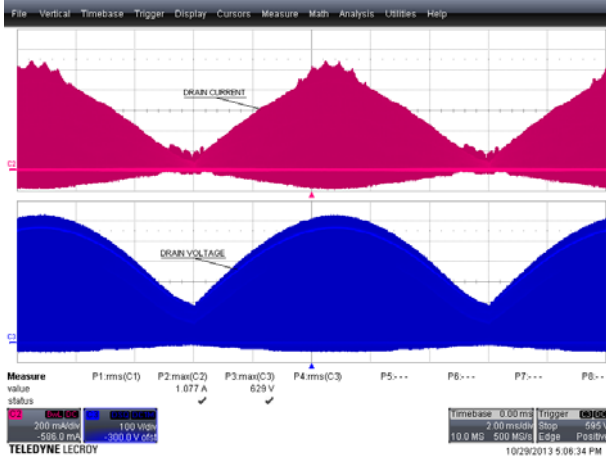 File Vertical Timebase Trigger Display Cursors Measure Math Analysis Utilities Help
DRAIN CURRENT
C2
DRAIN VOLTAGE
C3
Measure P1:rms(C1) P2:max(C2) P3:max(C3) P4:rms(C3) P5:--- P6:--- P7:--- P8:---
value 1.077 A 629 V
status
C2 DC Timebase 0.00 ms Trigger C3 DC
200 mA/div 100 V/div 2.00 ms/div Stop 595 V
-586.0 mA -300.0 V ofst 10.0 MS 500 MS/s Edge Positive
TELEDYNE LECROY 10/29/2013 5:06:34 PM